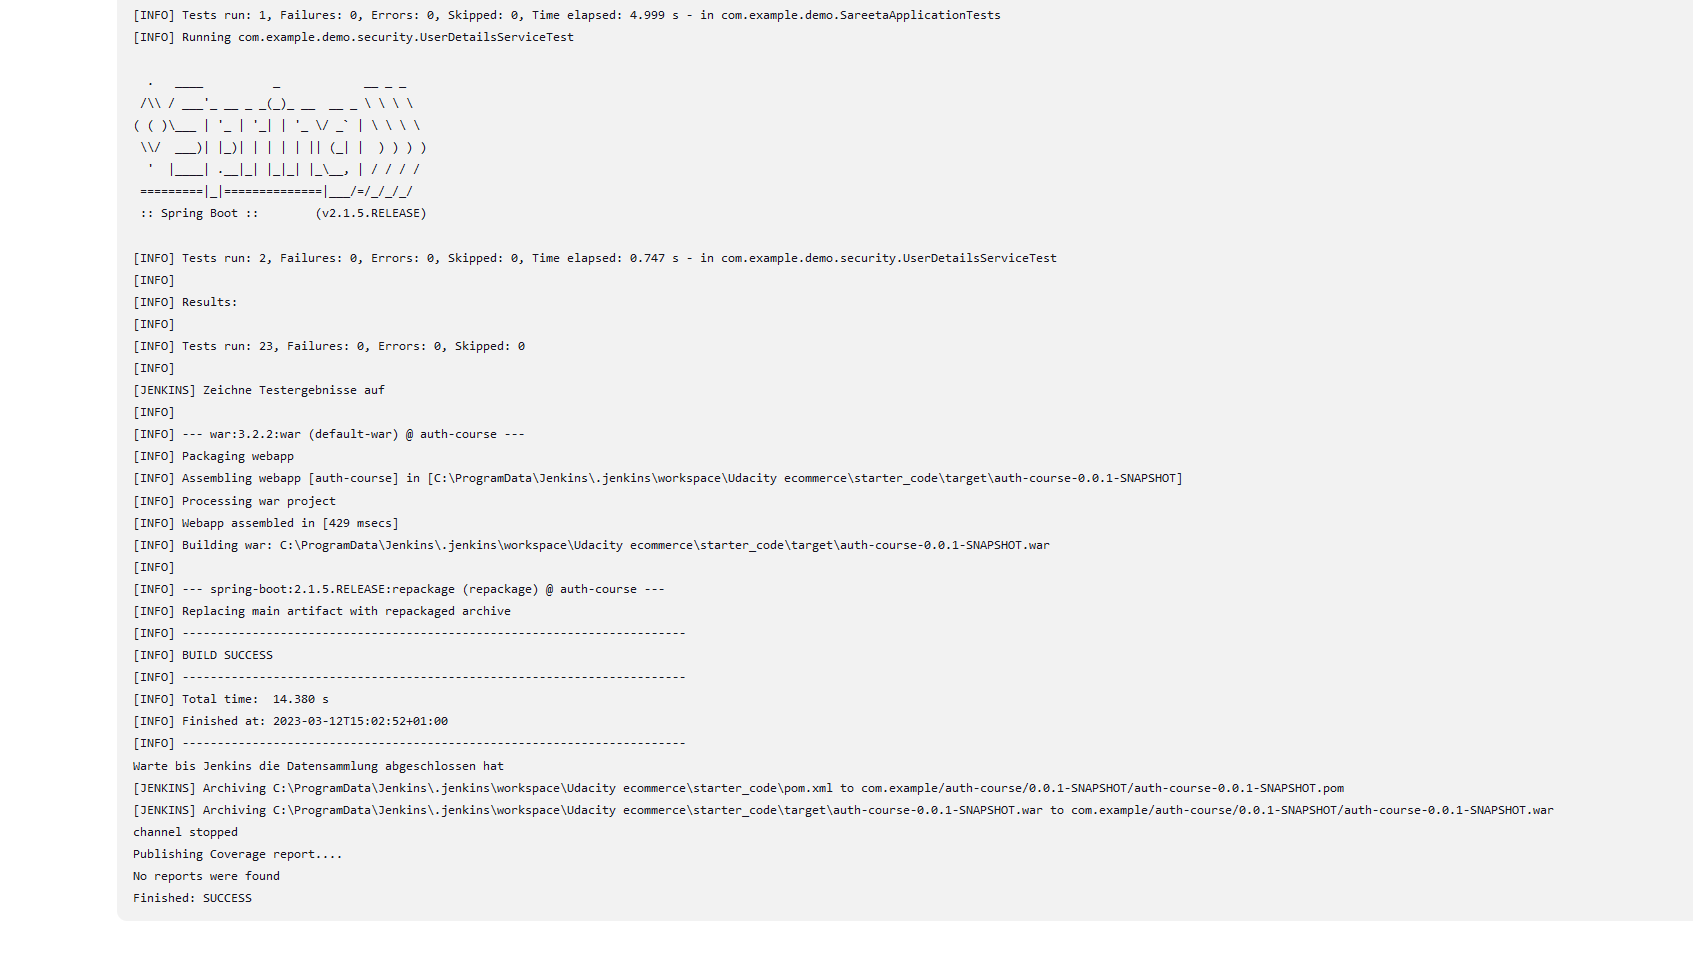 [INFO] Tests run: 1, Failures: 0, Errors: 0, Skipped: 0, Time elapsed: 4.999 s - in com.example.demo.SareetaApplicationTests
[INFO] Running com.example.demo.security.UserDetailsServiceTest
  .   ____          _            __ _ _
 /\\ / ___'_ __ _ _(_)_ __  __ _ \ \ \ \
( ( )\___ | '_ | '_| | '_ \/ _` | \ \ \ \
 \\/  ___)| |_)| | | | | || (_| |  ) ) ) )
  '  |____| .__|_| |_|_| |_\__, | / / / /
 =========|_|==============|___/=/_/_/_/
 :: Spring Boot ::        (v2.1.5.RELEASE)
[INFO] Tests run: 2, Failures: 0, Errors: 0, Skipped: 0, Time elapsed: 0.747 s - in com.example.demo.security.UserDetailsServiceTest
[INFO]
[INFO] Results:
[INFO]
[INFO] Tests run: 23, Failures: 0, Errors: 0, Skipped: 0
[INFO]
[JENKINS] Zeichne Testergebnisse auf
[INFO]
[INFO] --- war:3.2.2:war (default-war) @ auth-course ---
[INFO] Packaging webapp
[INFO] Assembling webapp [auth-course] in [C:\ProgramData\Jenkins\.jenkins\workspace\Udacity ecommerce\starter_code\target\auth-course-0.0.1-SNAPSHOT]
[INFO] Processing war project
[INFO] Webapp assembled in [429 msecs]
[INFO] Building war: C:\ProgramData\Jenkins\.jenkins\workspace\Udacity ecommerce\starter_code\target\auth-course-0.0.1-SNAPSHOT.war
[INFO]
[INFO] --- spring-boot:2.1.5.RELEASE:repackage (repackage) @ auth-course ---
[INFO] Replacing main artifact with repackaged archive
[INFO] ------------------------------------------------------------------------
[INFO] BUILD SUCCESS
[INFO] ------------------------------------------------------------------------
[INFO] Total time:  14.380 s
[INFO] Finished at: 2023-03-12T15:02:52+01:00
[INFO] ------------------------------------------------------------------------
Warte bis Jenkins die Datensammlung abgeschlossen hat
[JENKINS] Archiving C:\ProgramData\Jenkins\.jenkins\workspace\Udacity ecommerce\starter_code\pom.xml to com.example/auth-course/0.0.1-SNAPSHOT/auth-course-0.0.1-SNAPSHOT.pom
[JENKINS] Archiving C:\ProgramData\Jenkins\.jenkins\workspace\Udacity ecommerce\starter_code\target\auth-course-0.0.1-SNAPSHOT.war to com.example/auth-course/0.0.1-SNAPSHOT/auth-course-0.0.1-SNAPSHOT.war
channel stopped
Publishing Coverage report....
No reports were found
Finished: SUCCESS